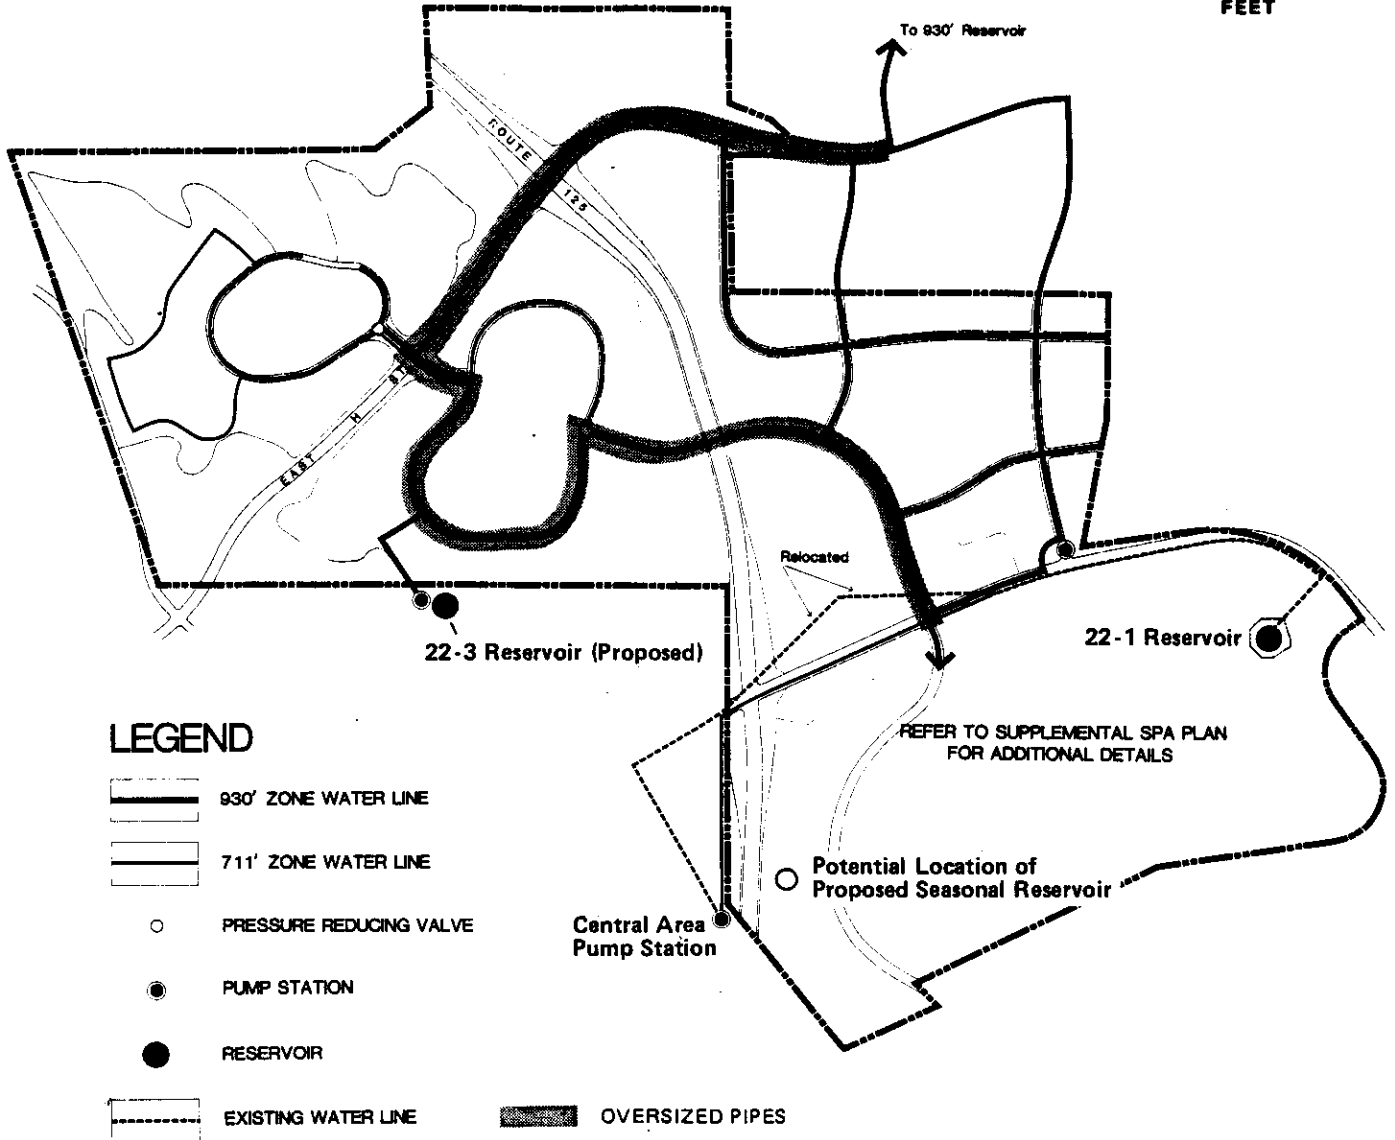 FEET
To 930' Reservoir
ROUTE
125
EAST H
Relocated
22-3 Reservoir (Proposed)
22-1 Reservoir
REFER TO SUPPLEMENTAL SPA PLAN
FOR ADDITIONAL DETAILS
Potential Location of
Proposed Seasonal Reservoir
Central Area
Pump Station
LEGEND
930' ZONE WATER LINE
711' ZONE WATER LINE
PRESSURE REDUCING VALVE
PUMP STATION
RESERVOIR
EXISTING WATER LINE
OVERSIZED PIPES